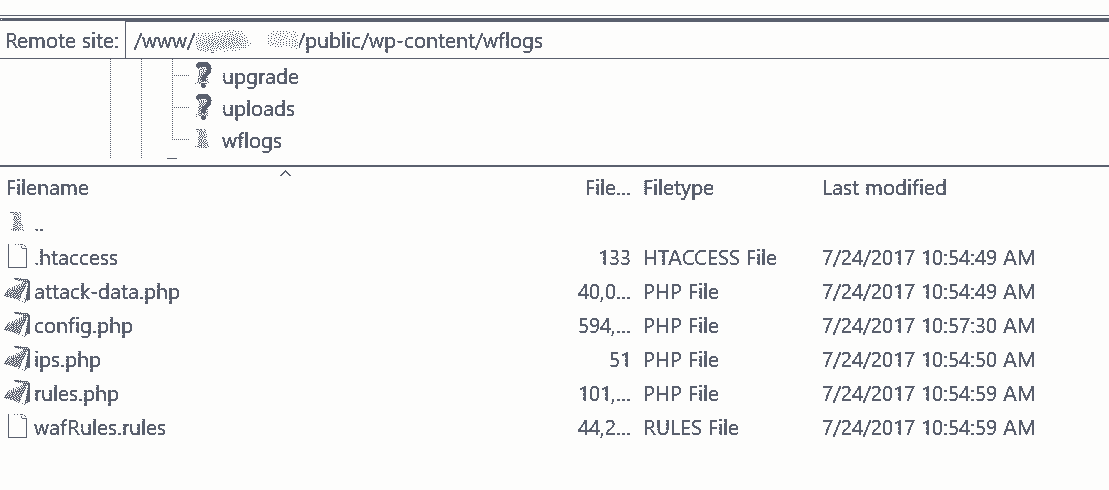 Remote site: /www/ /public/wp-content/wflogs
upgrade
uploads
wflogs
Filename File... Filetype Last modified
..
.htaccess 133 HTACCESS File 7/24/2017 10:54:49 AM
attack-data.php 40,0... PHP File 7/24/2017 10:54:49 AM
config.php 594,... PHP File 7/24/2017 10:57:30 AM
ips.php 51 PHP File 7/24/2017 10:54:50 AM
rules.php 101,... PHP File 7/24/2017 10:54:59 AM
wafRules.rules 44,2... RULES File 7/24/2017 10:54:59 AM